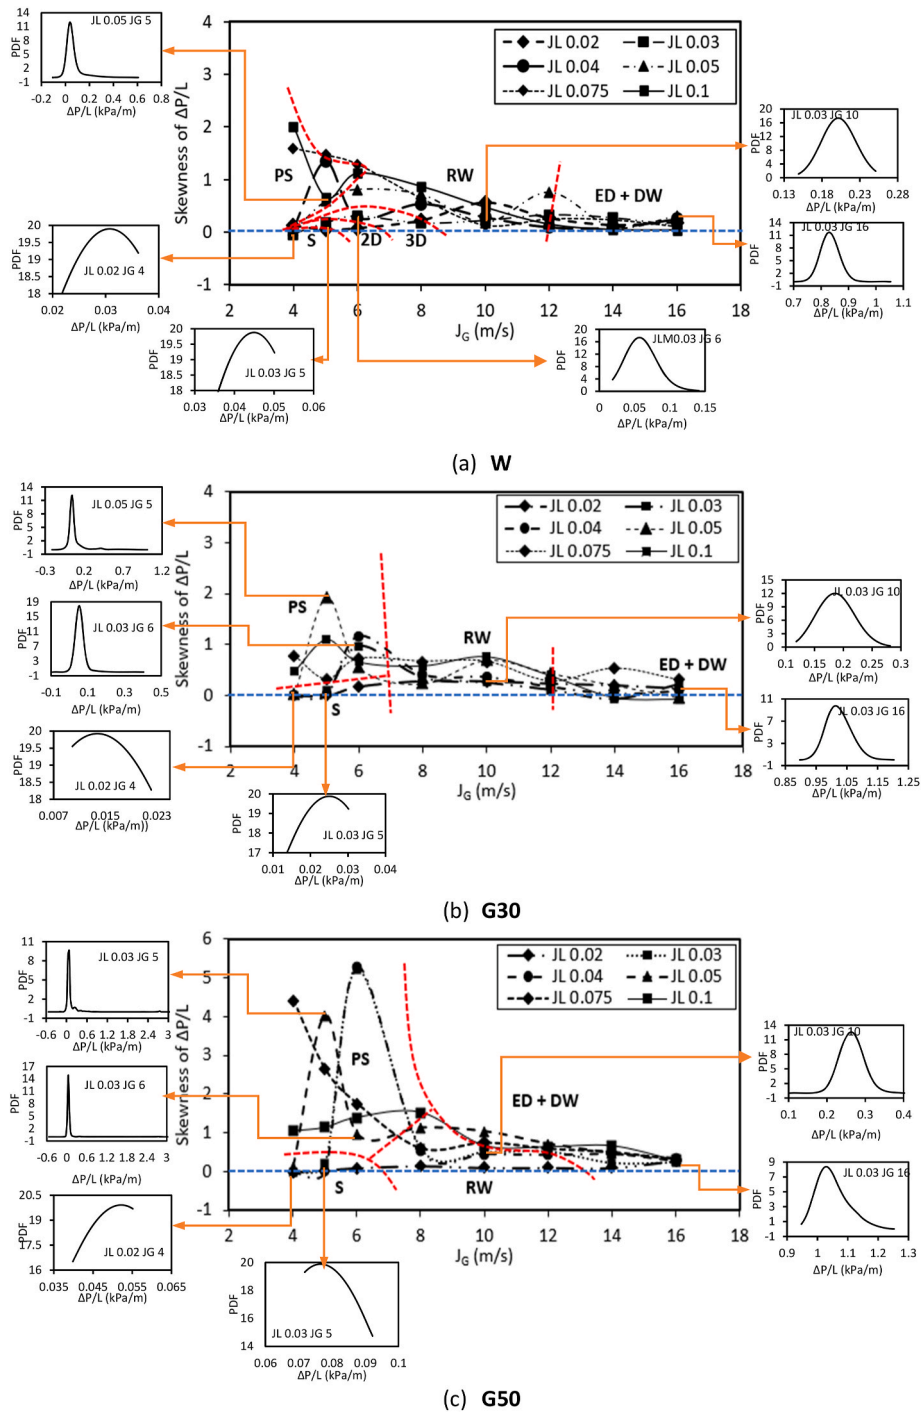 14
11
8
5
2
-1
PDF
JL 0.05 JG 5
-0.2 0 0.2 0.4 0.6 0.8
ΔP/L (kPa/m)
20
19.5
19
18.5
18
PDF
JL 0.02 JG 4
0.02 0.03 0.04
ΔP/L (kPa/m)
4
3
2
1
0
-1
Skewness of ΔP/L
JL 0.02 JL 0.03
JL 0.04 JL 0.05
JL 0.075 JL 0.1
PS RW
ED + DW
S 2D 3D
2 4 6 8 10 12 14 16 18
JG (m/s)
20
16
12
8
4
0
PDF
JL 0.03 JG 10
0.13 0.18 0.23 0.28
ΔP/L (kPa/m)
14
11
8
5
2
-1
PDF
JL 0.03 JG 16
0.7 0.8 0.9 1 1.1
ΔP/L (kPa/m)
20
19.5
19
18.5
18
PDF
JL 0.03 JG 5
0.03 0.04 0.05 0.06
ΔP/L (kPa/m)
20
16
12
8
4
0
PDF
JLM0.03 JG 6
0 0.05 0.1 0.15
ΔP/L (kPa/m)
(a) W
14
11
8
5
2
-1
PDF
JL 0.05 JG 5
-0.3 0.2 0.7 1.2
ΔP/L (kPa/m)
19
15
11
7
3
-1
PDF
JL 0.03 JG 6
-0.1 0.1 0.3 0.5
ΔP/L (kPa/m)
20
19.5
19
18.5
18
PDF
JL 0.02 JG 4
0.007 0.015 0.023
ΔP/L (kPa/m))
4
3
2
1
0
-1
Skewness of ΔP/L
JL 0.02 JL 0.03
JL 0.04 JL 0.05
JL 0.075 JL 0.1
PS RW
ED + DW
S
2 4 6 8 10 12 14 16 18
JG (m/s)
15
12
9
6
3
0
PDF
JL 0.03 JG 10
0.1 0.15 0.2 0.25 0.3
ΔP/L (kPa/m)
11
7
3
-1
PDF
JL 0.03 JG 16
0.85 0.95 1.05 1.15 1.25
ΔP/L (kPa/m)
20
19
18
17
PDF
JL 0.03 JG 5
0.01 0.02 0.03 0.04
ΔP/L (kPa/m)
(b) G30
11
8
5
2
-1
PDF
JL 0.03 JG 5
-0.6 0 0.6 1.2 1.8 2.4 3
ΔP/L (kPa/m)
17
14
11
8
5
2
-1
PDF
JL 0.03 JG 6
-0.6 0 0.6 1.2 1.8 2.4 3
ΔP/L (kPa/m)
20.5
19
17.5
16
PDF
JL 0.02 JG 4
0.035 0.045 0.055 0.065
ΔP/L (kPa/m)
6
5
4
3
2
1
0
-1
Skewness of ΔP/L
JL 0.02 JL 0.03
JL 0.04 JL 0.05
JL 0.075 JL 0.1
PS
ED + DW
S RW
2 4 6 8 10 12 14 16 18
JG (m/s)
14
11
8
5
2
-1
PDF
JL 0.03 JG 10
0.1 0.2 0.3 0.4
ΔP/L (kPa/m)
9
7
5
3
1
-1
PDF
JL 0.03 JG 16
0.9 1 1.1 1.2 1.3
ΔP/L (kPa/m)
20
18
16
14
PDF
JL 0.03 JG 5
0.06 0.07 0.08 0.09 0.1
ΔP/L (kPa/m)
(c) G50